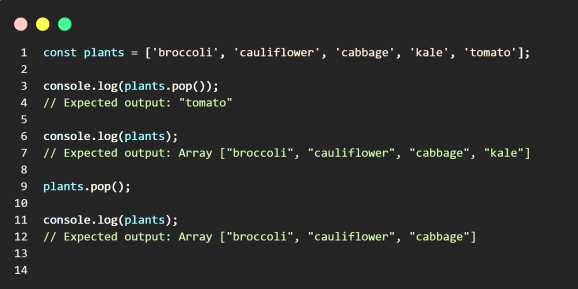 1 const plants = ['broccoli', 'cauliflower', 'cabbage', 'kale', 'tomato'];
2
3 console.log(plants.pop());
4 // Expected output: "tomato"
5
6 console.log(plants);
7 // Expected output: Array ["broccoli", "cauliflower", "cabbage", "kale"]
8
9 plants.pop();
10
11 console.log(plants);
12 // Expected output: Array ["broccoli", "cauliflower", "cabbage"]
13
14